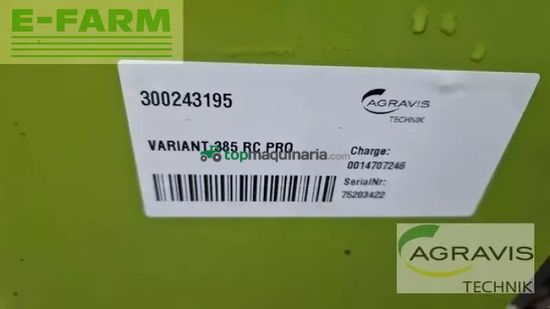 E-FARM
300243195
AGRAVIS
TECHNIK
VARIANT 385 RC PRO
topmaquinaria.com
Charge:
0014707246
SerialNr:
75203422
AGRAVIS
TECHNIK